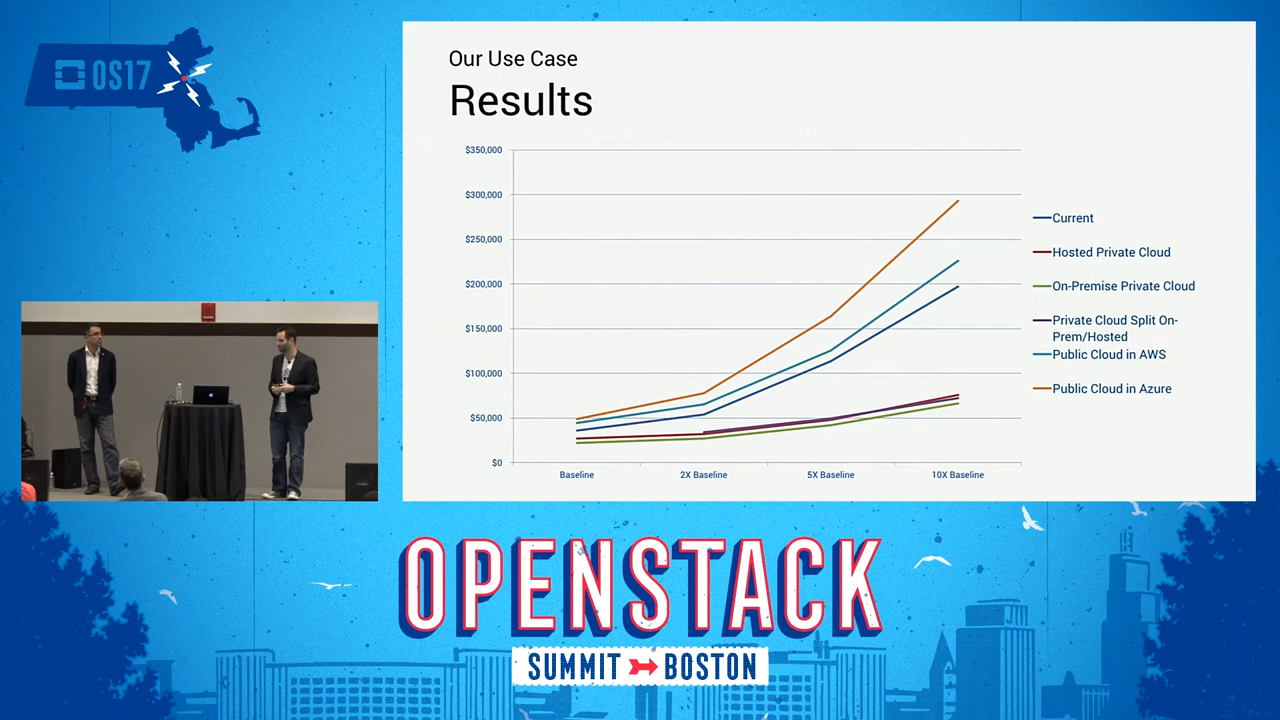 OS17
Our Use Case
Results
$350,000
$300,000
$250,000
$200,000
$150,000
$100,000
$50,000
$0
Baseline
2X Baseline
5X Baseline
10X Baseline
Current
Hosted Private Cloud
On-Premise Private Cloud
Private Cloud Split On-
Prem/Hosted
Public Cloud in AWS
Public Cloud in Azure
OPENSTACK
SUMMIT BOSTON